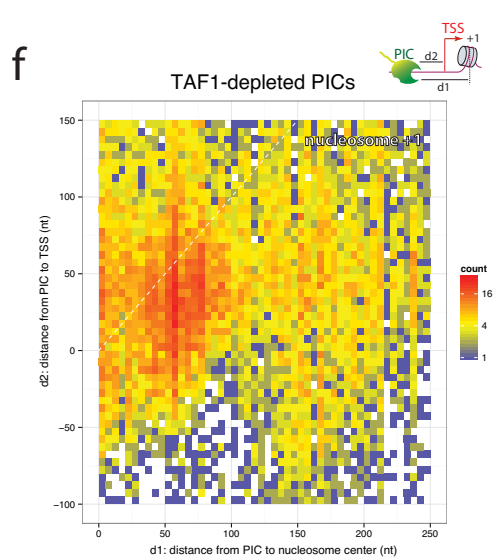 f
TSS
+1
PIC
d2
d1
TAF1-depleted PICs
nucleosome +1
150
100
50
0
−50
−100
d2: distance from PIC to TSS (nt)
0
50
100
150
200
250
d1: distance from PIC to nucleosome center (nt)
count
16
4
1